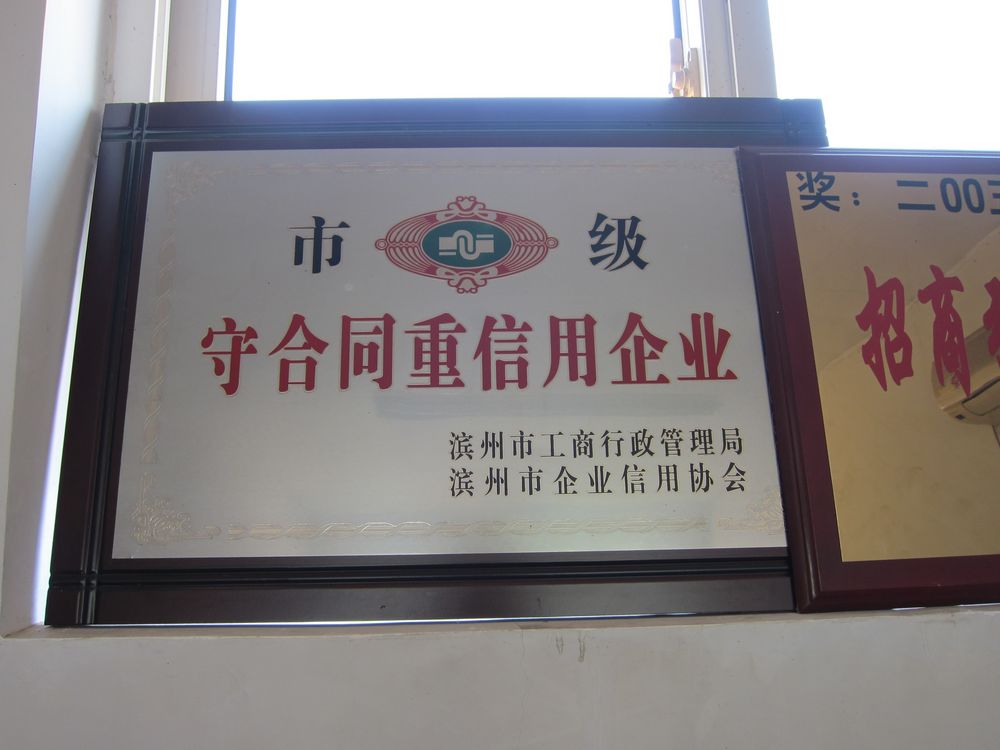 市 级
守合同重信用企业
滨州市工商行政管理局
滨州市企业信用协会
奖：二00三
招商